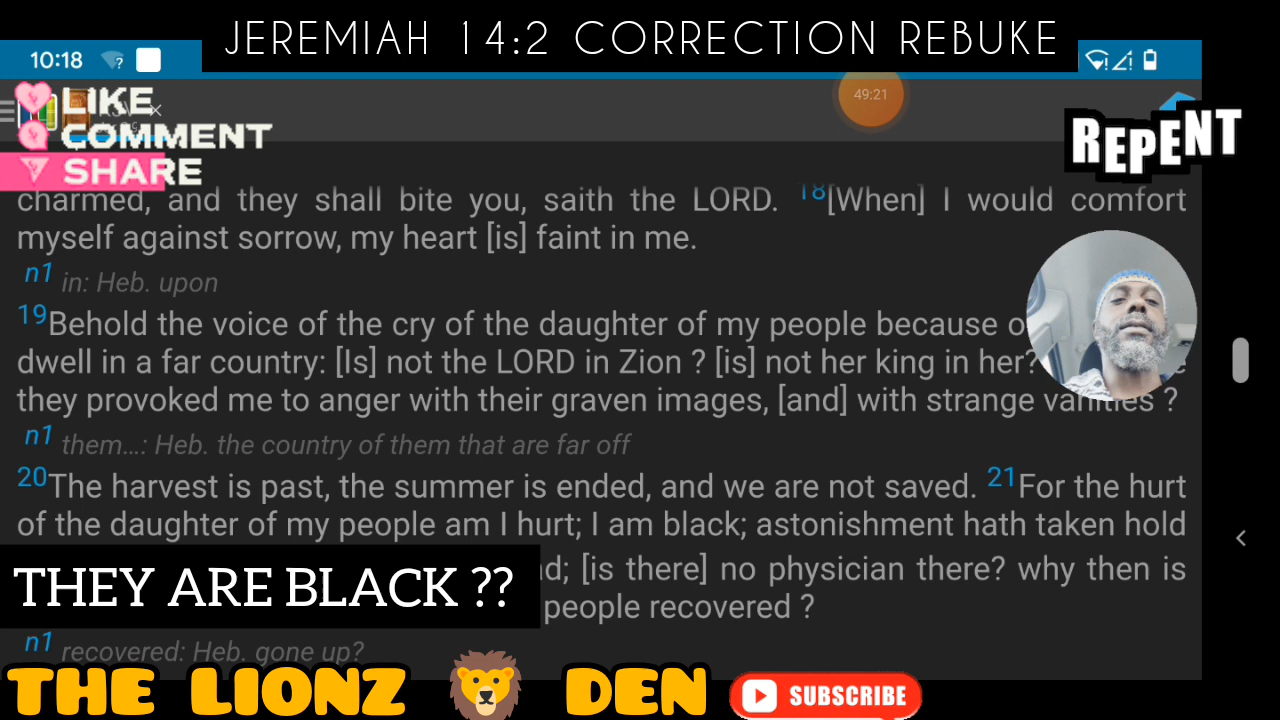 JEREMIAH 14:2 CORRECTION REBUKE
10:18
49:21
LIKE
COMMENT
SHARE
REPENT
charmed, and they shall bite you, saith the LORD. 18[When] I would comfort
myself against sorrow, my heart [is] faint in me.
n1 in: Heb. upon
19Behold the voice of the cry of the daughter of my people because
dwell in a far country: [Is] not the LORD in Zion ? [is] not her king in her?
they provoked me to anger with their graven images, [and] with strange vanities ?
n1 them...: Heb. the country of them that are far off
20The harvest is past, the summer is ended, and we are not saved. 21For the hurt
of the daughter of my people am I hurt; I am black; astonishment hath taken hold
[is there] no physician there? why then is
people recovered ?
THEY ARE BLACK ??
n1 recovered: Heb. gone up?
THE LIONZ DEN
SUBSCRIBE